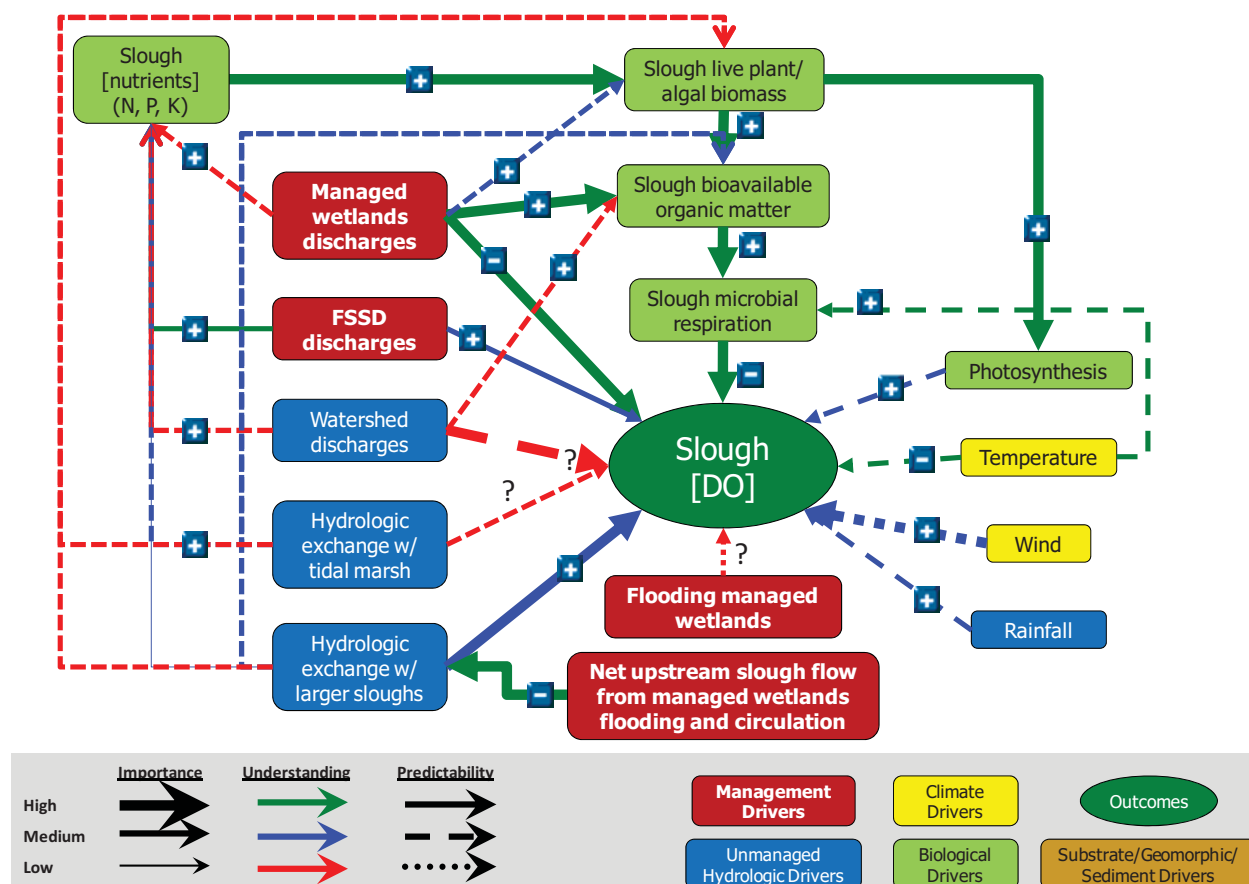 Slough
[nutrients]
(N, P, K)
+
Slough live plant/
algal biomass
+
+
+
Managed
wetlands
discharges
+
+
Slough bioavailable
organic matter
+
-
+
+
Slough microbial
respiration
+
FSSD
discharges
+
+
-
Photosynthesis
+
Watershed
discharges
+
?
Slough
[DO]
-
Temperature
?
Hydrologic
exchange w/
tidal marsh
+
+
Wind
?
+
Flooding managed
wetlands
+
Rainfall
Hydrologic
exchange w/
larger sloughs
-
Net upstream slough flow
from managed wetlands
flooding and circulation
Importance Understanding Predictability
High
Medium
Low
Management
Drivers
Climate
Drivers
Outcomes
Unmanaged
Hydrologic Drivers
Biological
Drivers
Substrate/Geomorphic/
Sediment Drivers